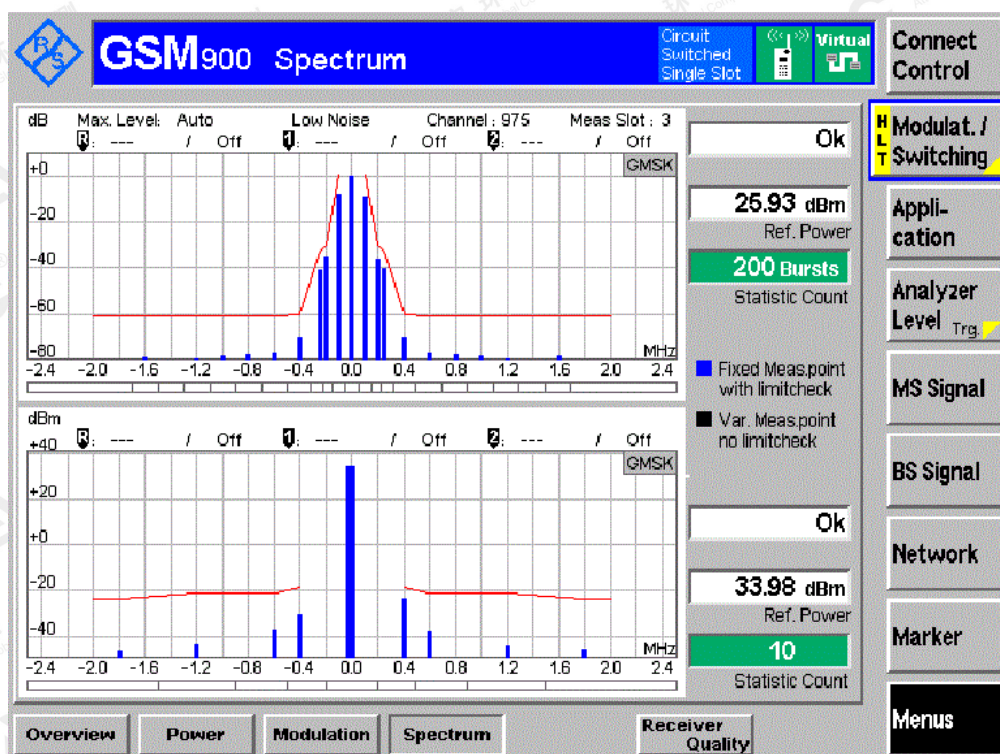 R/S
GSM900 Spectrum
Circuit
Switched
Single Slot
Virtual
Connect
Control
dB Max. Level: Auto Low Noise Channel : 975 Meas Slot : 3
R: --- / Off 1: --- / Off 2: --- / Off
GMSK
+0
-20
-40
-60
-80
MHz
-2.4 -2.0 -1.6 -1.2 -0.8 -0.4 0.0 0.4 0.8 1.2 1.6 2.0 2.4
Ok
25.93 dBm
Ref. Power
200 Bursts
Statistic Count
Fixed Meas.point
with limitcheck
Var. Meas.point
no limitcheck
dBm
R: --- / Off 1: --- / Off 2: --- / Off
GMSK
+40
+20
+0
-20
-40
MHz
-2.4 -2.0 -1.6 -1.2 -0.8 -0.4 0.0 0.4 0.8 1.2 1.6 2.0 2.4
Ok
33.98 dBm
Ref. Power
10
Statistic Count
H
L
T
Modulat. /
Switching
Appli-
cation
Analyzer
Level Trg.
MS Signal
BS Signal
Network
Marker
Menus
Overview
Power
Modulation
Spectrum
Receiver
Quality